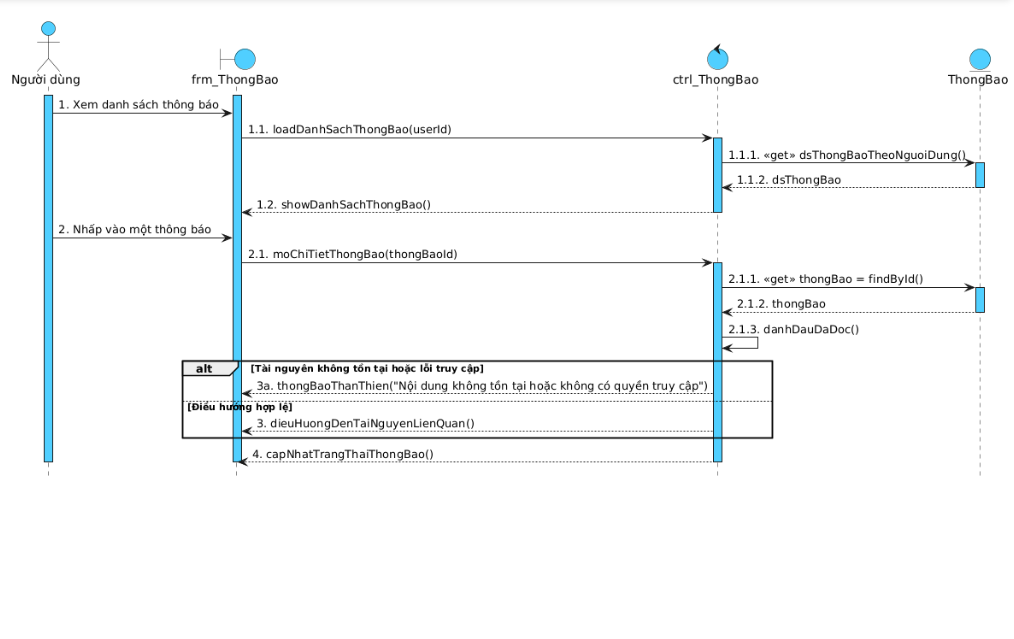 Người dùng
frm_ThongBao
ctrl_ThongBao
ThongBao
1. Xem danh sách thông báo
1.1. loadDanhSachThongBao(userId)
1.1.1. «get» dsThongBaoTheoNguoiDung()
1.1.2. dsThongBao
1.2. showDanhSachThongBao()
2. Nhấp vào một thông báo
2.1. moChiTietThongBao(thongBaoId)
2.1.1. «get» thongBao = findById()
2.1.2. thongBao
2.1.3. danhDauDaDoc()
alt [Tài nguyên không tồn tại hoặc lỗi truy cập]
3a. thongBaoThanThien("Nội dung không tồn tại hoặc không có quyền truy cập")
[Điều hướng hợp lệ]
3. dieuHuongDenTaiNguyenLienQuan()
4. capNhatTrangThaiThongBao()